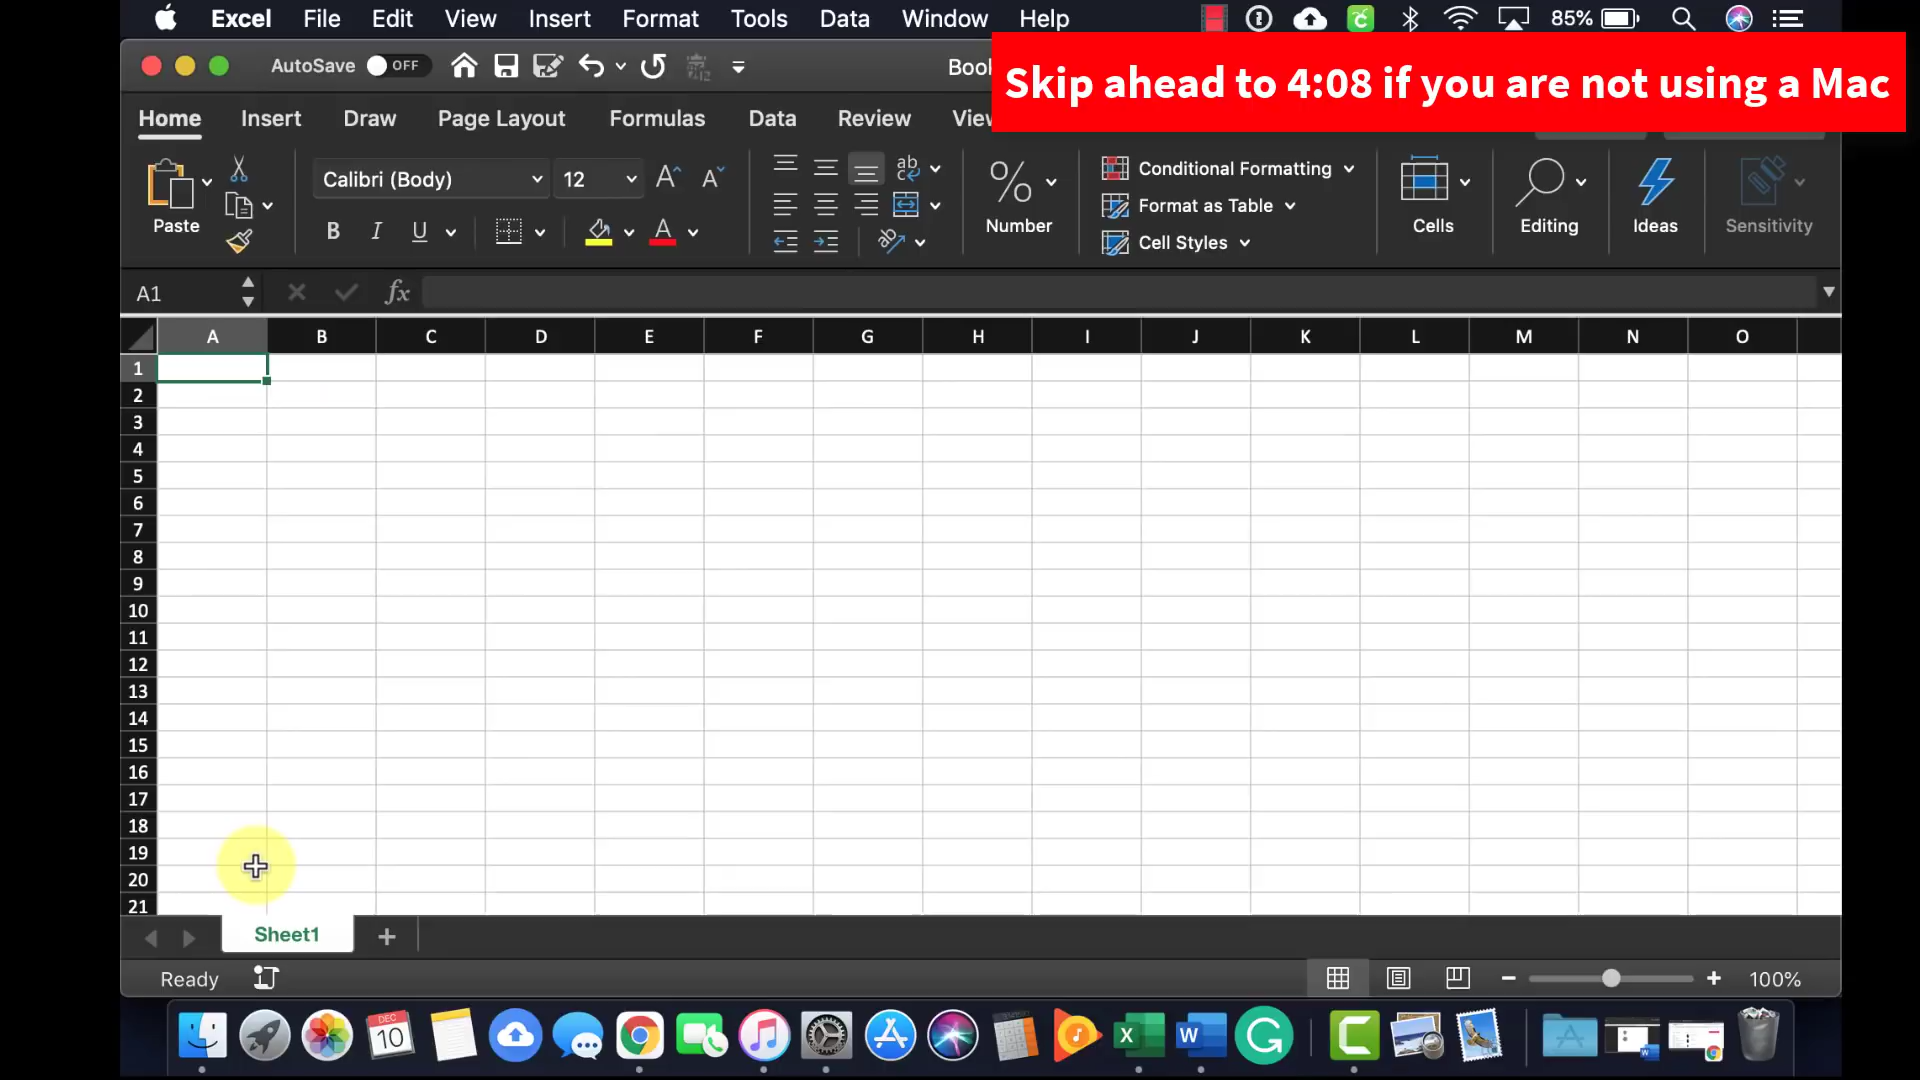 Excel File Edit View Insert Format Tools Data Window Help 85%
AutoSave OFF Book
Skip ahead to 4:08 if you are not using a Mac
Home Insert Draw Page Layout Formulas Data Review View
Paste
Calibri (Body) 12
B I U
Number
Conditional Formatting
Format as Table
Cell Styles
Cells
Editing
Ideas
Sensitivity
A1 fx
A B C D E F G H I J K L M N O
1
2
3
4
5
6
7
8
9
10
11
12
13
14
15
16
17
18
19
20
21
Sheet1
Ready 100%
DEC
10